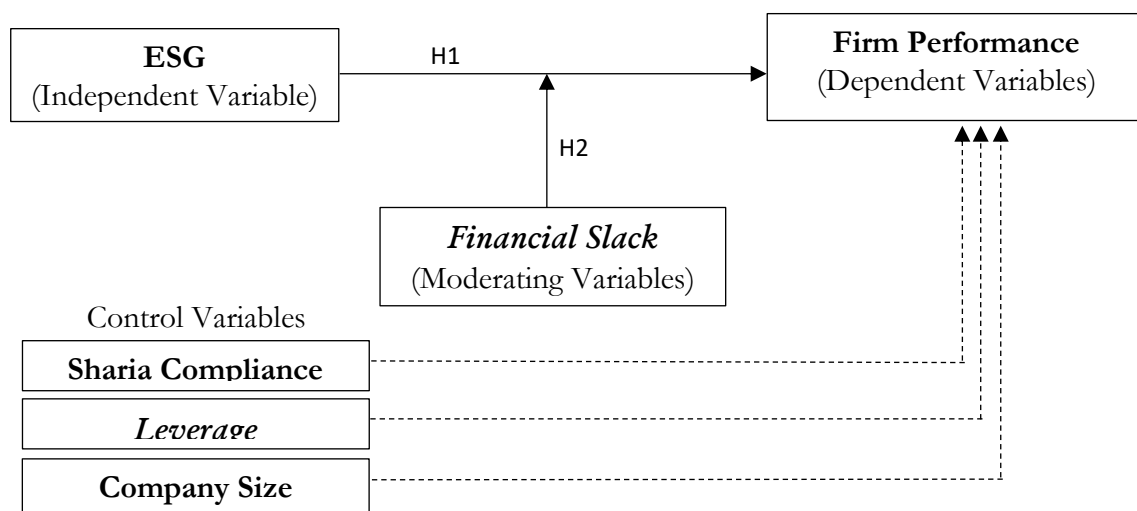 ESG
(Independent Variable)
H1
Firm Performance
(Dependent Variables)
H2
Financial Slack
(Moderating Variables)
Control Variables
Sharia Compliance
Leverage
Company Size